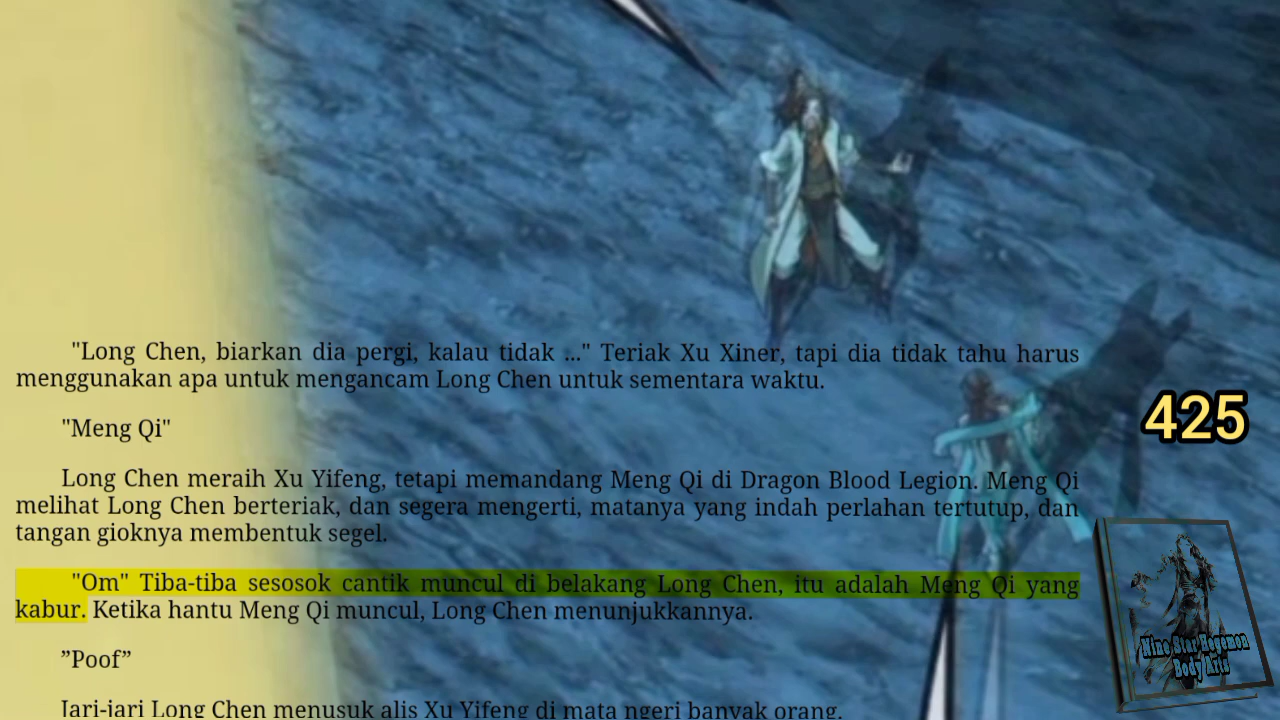 "Long Chen, biarkan dia pergi, kalau tidak ..." Teriak Xu Xiner, tapi dia tidak tahu harus
menggunakan apa untuk mengancam Long Chen untuk sementara waktu.
"Meng Qi"
Long Chen meraih Xu Yifeng, tetapi memandang Meng Qi di Dragon Blood Legion. Meng Qi
melihat Long Chen berteriak, dan segera mengerti, matanya yang indah perlahan tertutup, dan
tangan gioknya membentuk segel.
"Om" Tiba-tiba sesosok cantik muncul di belakang Long Chen, itu adalah Meng Qi yang
kabur. Ketika hantu Meng Qi muncul, Long Chen menunjukkannya.
”Poof”
Jari-jari Long Chen menusuk alis Xu Yifeng di mata ngeri banyak orang.
425
Nine Star Hegemon
Body Arts